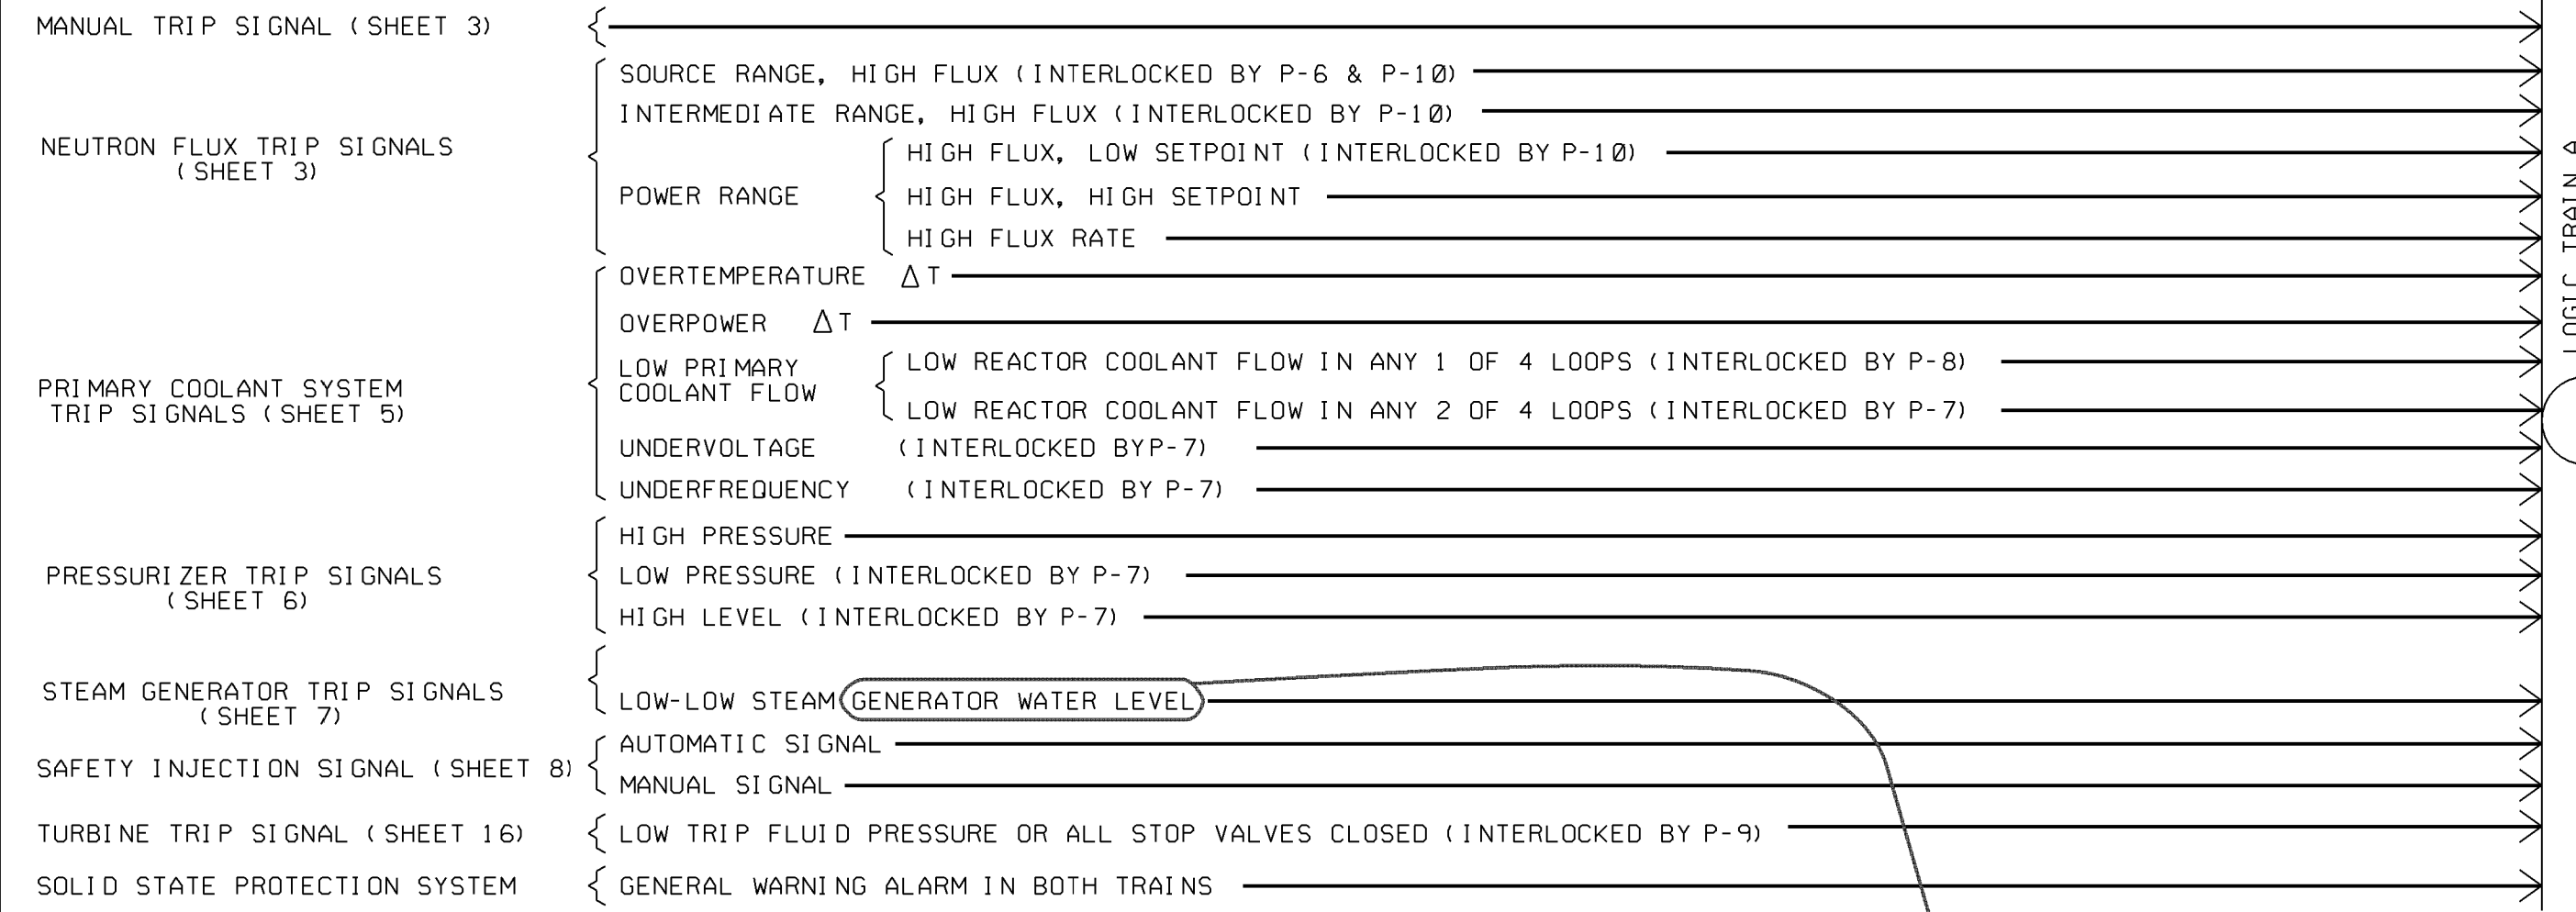 MANUAL TRIP SIGNAL (SHEET 3)
NEUTRON FLUX TRIP SIGNALS
(SHEET 3)
SOURCE RANGE, HIGH FLUX (INTERLOCKED BY P-6 & P-10)
INTERMEDIATE RANGE, HIGH FLUX (INTERLOCKED BY P-10)
POWER RANGE
HIGH FLUX, LOW SETPOINT (INTERLOCKED BY P-10)
HIGH FLUX, HIGH SETPOINT
HIGH FLUX RATE
PRIMARY COOLANT SYSTEM
TRIP SIGNALS (SHEET 5)
OVERTEMPERATURE ΔT
OVERPOWER ΔT
LOW PRIMARY
COOLANT FLOW
LOW REACTOR COOLANT FLOW IN ANY 1 OF 4 LOOPS (INTERLOCKED BY P-8)
LOW REACTOR COOLANT FLOW IN ANY 2 OF 4 LOOPS (INTERLOCKED BY P-7)
UNDERVOLTAGE (INTERLOCKED BYP-7)
UNDERFREQUENCY (INTERLOCKED BY P-7)
PRESSURIZER TRIP SIGNALS
(SHEET 6)
HIGH PRESSURE
LOW PRESSURE (INTERLOCKED BY P-7)
HIGH LEVEL (INTERLOCKED BY P-7)
STEAM GENERATOR TRIP SIGNALS
(SHEET 7)
LOW-LOW STEAM GENERATOR WATER LEVEL
SAFETY INJECTION SIGNAL (SHEET 8)
AUTOMATIC SIGNAL
MANUAL SIGNAL
TURBINE TRIP SIGNAL (SHEET 16)
LOW TRIP FLUID PRESSURE OR ALL STOP VALVES CLOSED (INTERLOCKED BY P-9)
SOLID STATE PROTECTION SYSTEM
GENERAL WARNING ALARM IN BOTH TRAINS
LOGIC TRAIN A